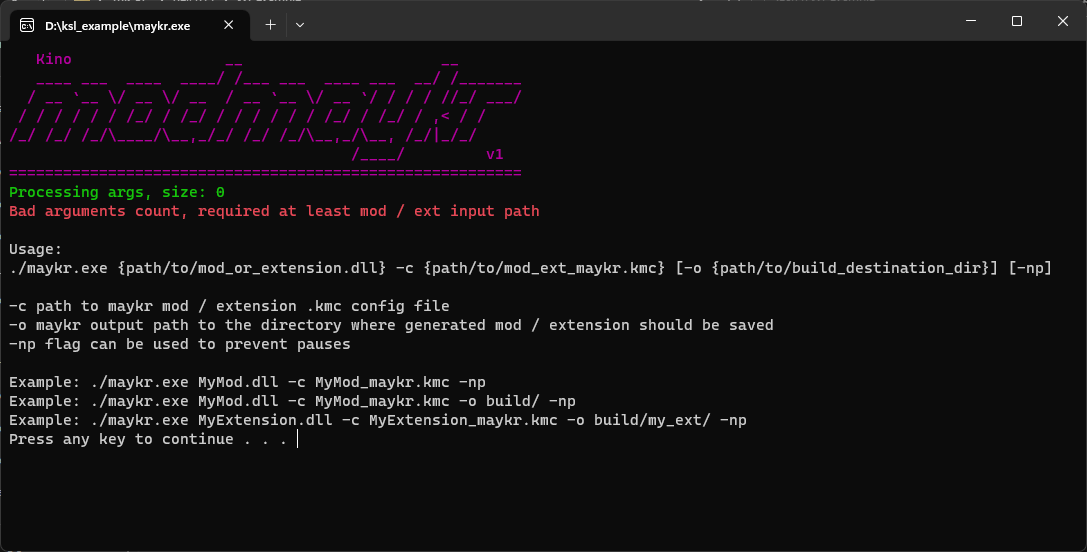 D:\ksl_example\maykr.exe
Kino
v1
=========================================================
Processing args, size: 0
Bad arguments count, required at least mod / ext input path
Usage:
./maykr.exe {path/to/mod_or_extension.dll} -c {path/to/mod_ext_maykr.kmc} [-o {path/to/build_destination_dir}] [-np]
-c path to maykr mod / extension .kmc config file
-o maykr output path to the directory where generated mod / extension should be saved
-np flag can be used to prevent pauses
Example: ./maykr.exe MyMod.dll -c MyMod_maykr.kmc -np
Example: ./maykr.exe MyMod.dll -c MyMod_maykr.kmc -o build/ -np
Example: ./maykr.exe MyExtension.dll -c MyExtension_maykr.kmc -o build/my_ext/ -np
Press any key to continue . . .